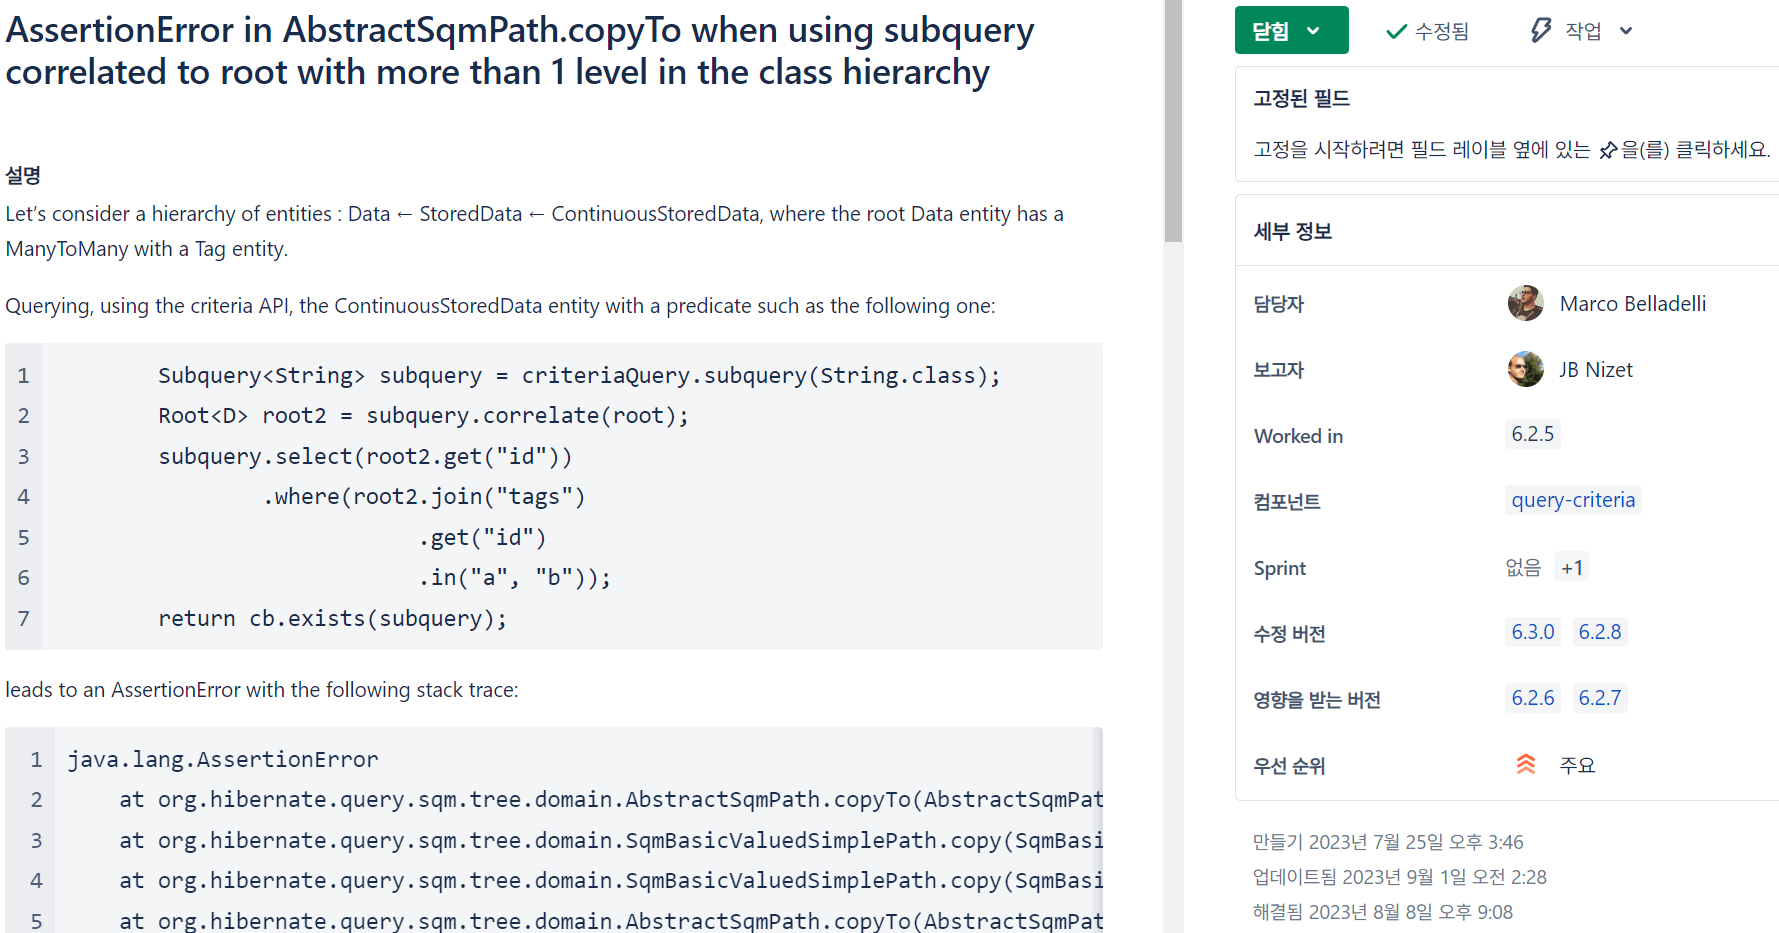 AssertionError in AbstractSqmPath.copyTo when using subquery
correlated to root with more than 1 level in the class hierarchy
설명
Let’s consider a hierarchy of entities : Data ← StoredData ← ContinuousStoredData, where the root Data entity has a
ManyToMany with a Tag entity.
Querying, using the criteria API, the ContinuousStoredData entity with a predicate such as the following one:
1 Subquery<String> subquery = criteriaQuery.subquery(String.class);
2 Root<D> root2 = subquery.correlate(root);
3 subquery.select(root2.get("id"))
4 .where(root2.join("tags")
5 .get("id")
6 .in("a", "b"));
7 return cb.exists(subquery);
leads to an AssertionError with the following stack trace:
1 java.lang.AssertionError
2 at org.hibernate.query.sqm.tree.domain.AbstractSqmPath.copyTo(AbstractSqmPat
3 at org.hibernate.query.sqm.tree.domain.SqmBasicValuedSimplePath.copy(SqmBasi
4 at org.hibernate.query.sqm.tree.domain.SqmBasicValuedSimplePath.copy(SqmBasi
5 at org.hibernate.query.sqm.tree.domain.AbstractSqmPath.copyTo(AbstractSqmPat
닫힘 수정됨 작업
고정된 필드
고정을 시작하려면 필드 레이블 옆에 있는 을(를) 클릭하세요.
세부 정보
담당자 Marco Belladelli
보고자 JB Nizet
Worked in 6.2.5
컴포넌트 query-criteria
Sprint 없음 +1
수정 버전 6.3.0 6.2.8
영향을 받는 버전 6.2.6 6.2.7
우선 순위 주요
만들기 2023년 7월 25일 오후 3:46
업데이트됨 2023년 9월 1일 오전 2:28
해결됨 2023년 8월 8일 오후 9:08